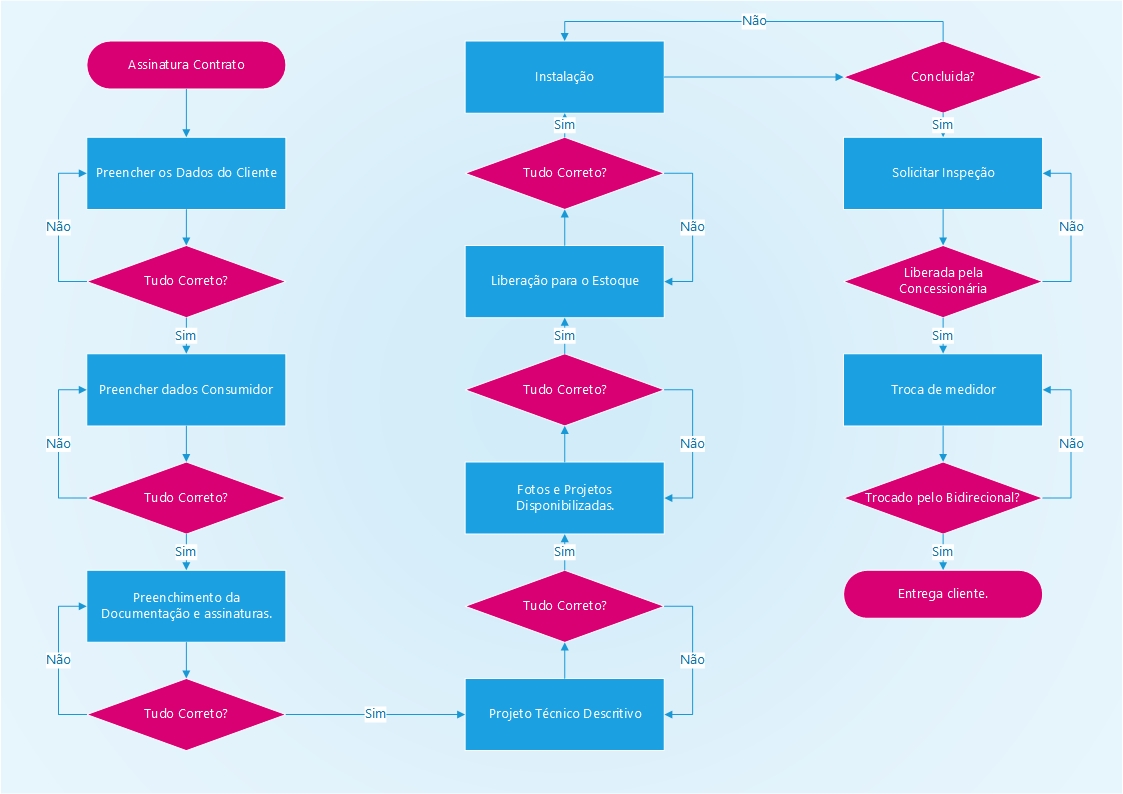 Assinatura Contrato
Preencher os Dados do Cliente
Não
Tudo Correto?
Sim
Preencher dados Consumidor
Não
Tudo Correto?
Sim
Preenchimento da
Documentação e assinaturas.
Não
Tudo Correto?
Sim
Projeto Técnico Descritivo
Não
Tudo Correto?
Sim
Fotos e Projetos
Disponibilizadas.
Não
Tudo Correto?
Sim
Liberação para o Estoque
Não
Tudo Correto?
Sim
Instalação
Não
Concluida?
Sim
Solicitar Inspeção
Não
Liberada pela
Concessionária
Sim
Troca de medidor
Não
Trocado pelo Bidirecional?
Sim
Entrega cliente.